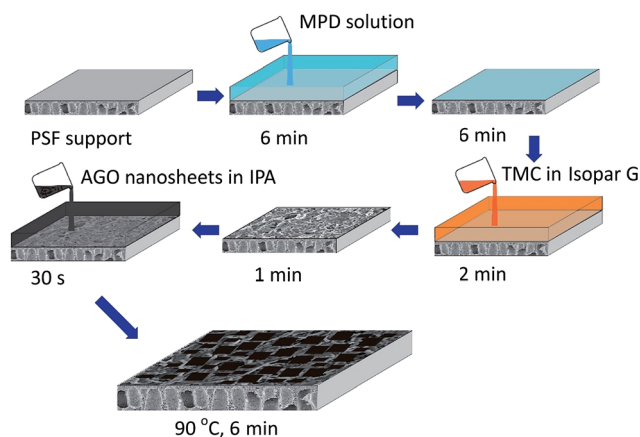 MPD solution
PSF support
6 min
6 min
AGO nanosheets in IPA
TMC in Isopar G
30 s
1 min
2 min
90 °C, 6 min